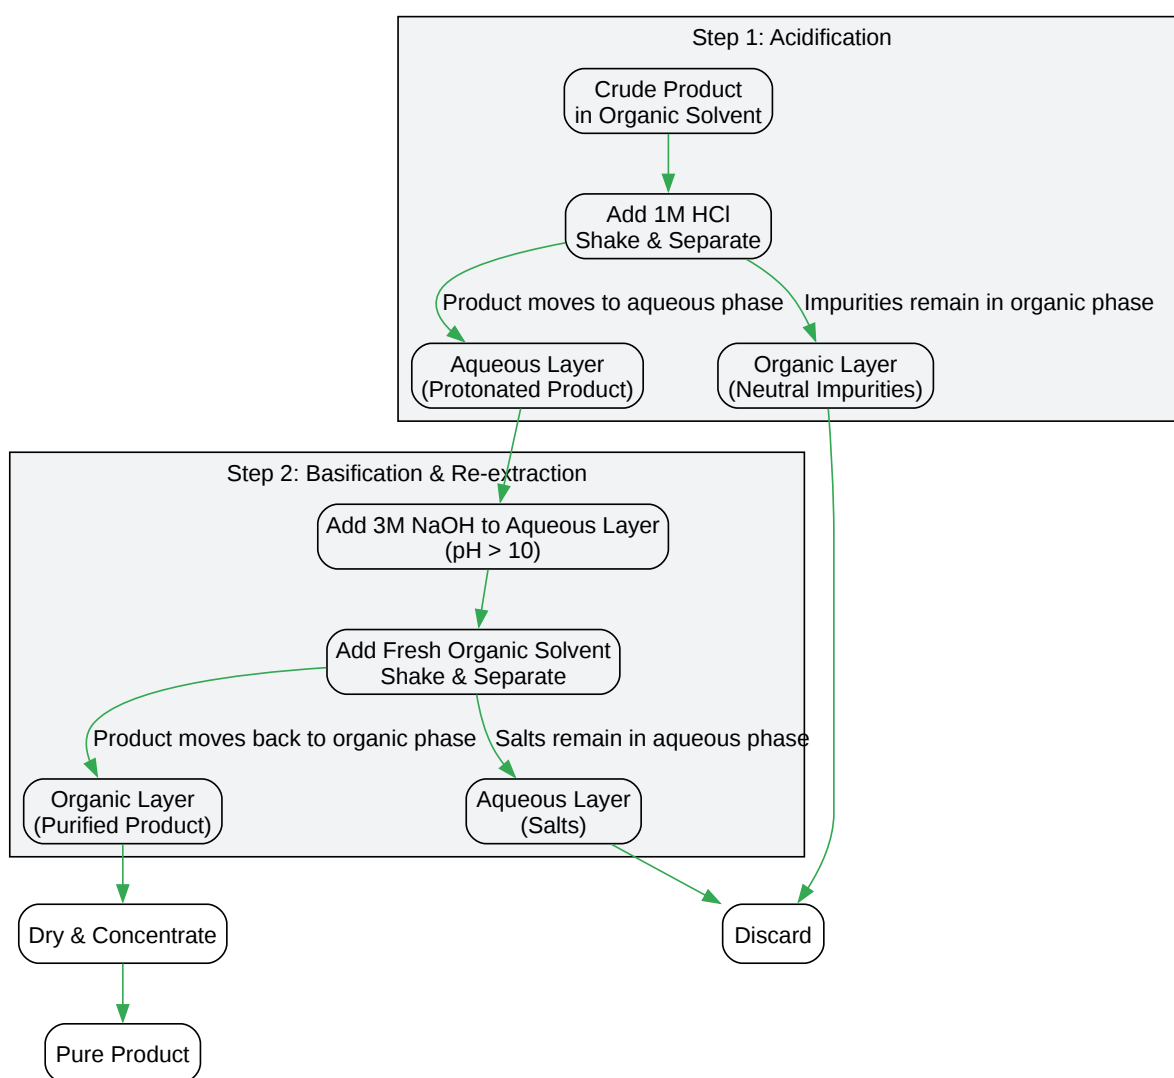 Step 1: Acidification
Crude Product
in Organic Solvent
Add 1M HCl
Shake & Separate
Product moves to aqueous phase
Impurities remain in organic phase
Aqueous Layer
(Protonated Product)
Organic Layer
(Neutral Impurities)
Step 2: Basification & Re-extraction
Add 3M NaOH to Aqueous Layer
(pH > 10)
Add Fresh Organic Solvent
Shake & Separate
Product moves back to organic phase
Salts remain in aqueous phase
Organic Layer
(Purified Product)
Aqueous Layer
(Salts)
Dry & Concentrate
Discard
Pure Product